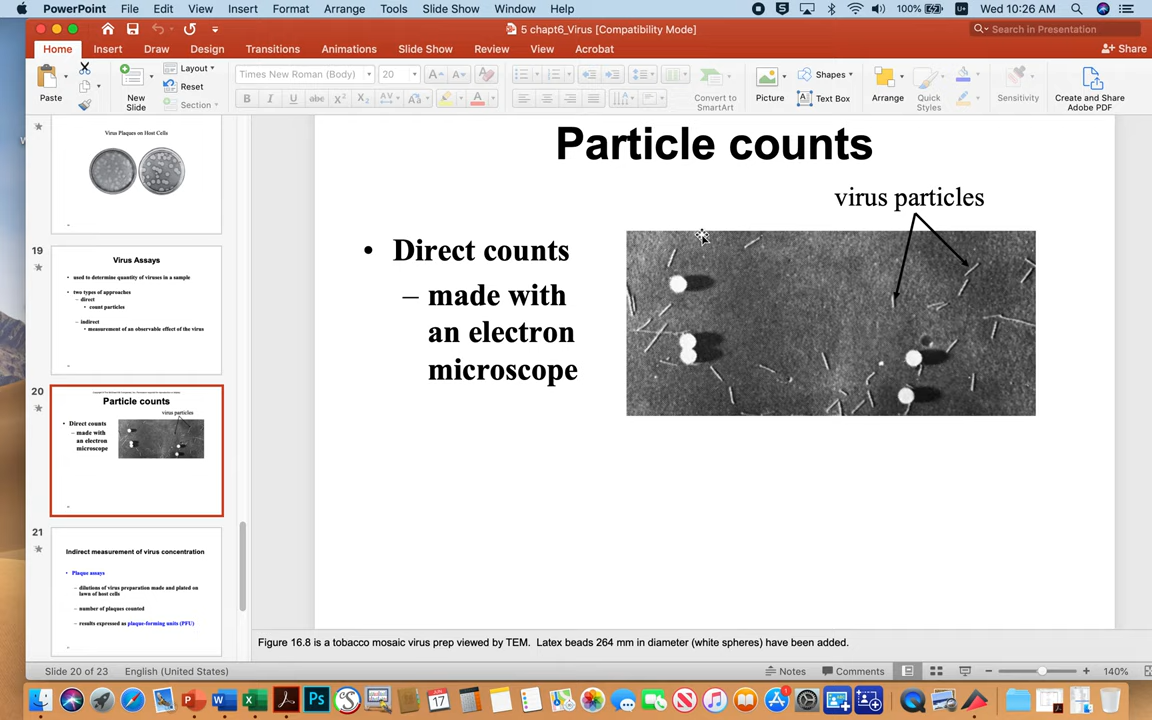 PowerPoint File Edit View Insert Format Arrange Tools Slide Show Window Help 100% Wed 10:26 AM
5 chapt6_Virus [Compatibility Mode]
Search in Presentation
Home Insert Draw Design Transitions Animations Slide Show Review View Acrobat
Share
Paste
New
Slide
Layout
Reset
Section
Times New Roman (Body) 20
B I U abc X² X₂ AV Aa A
Convert to
SmartArt
Picture
Shapes
Text Box
Arrange
Quick
Styles
Sensitivity
Create and Share
Adobe PDF
Virus Plaques on Host Cells
19
Virus Assays
• used to determine quantity of viruses in a sample
• two types of approaches
– direct
• count particles
– indirect
• measurement of an observable effect of the virus
20
Particle counts
virus particles
• Direct counts
– made with
an electron
microscope
21
Indirect measurement of virus concentration
• Plaque assays
– dilutions of virus preparation made and plated on
lawn of host cells
– number of plaques counted
– results expressed as plaque-forming units (PFU)
Particle counts
virus particles
• Direct counts
– made with
an electron
microscope
Figure 16.8 is a tobacco mosaic virus prep viewed by TEM. Latex beads 264 mm in diameter (white spheres) have been added.
Slide 20 of 23 English (United States) Notes Comments 140%